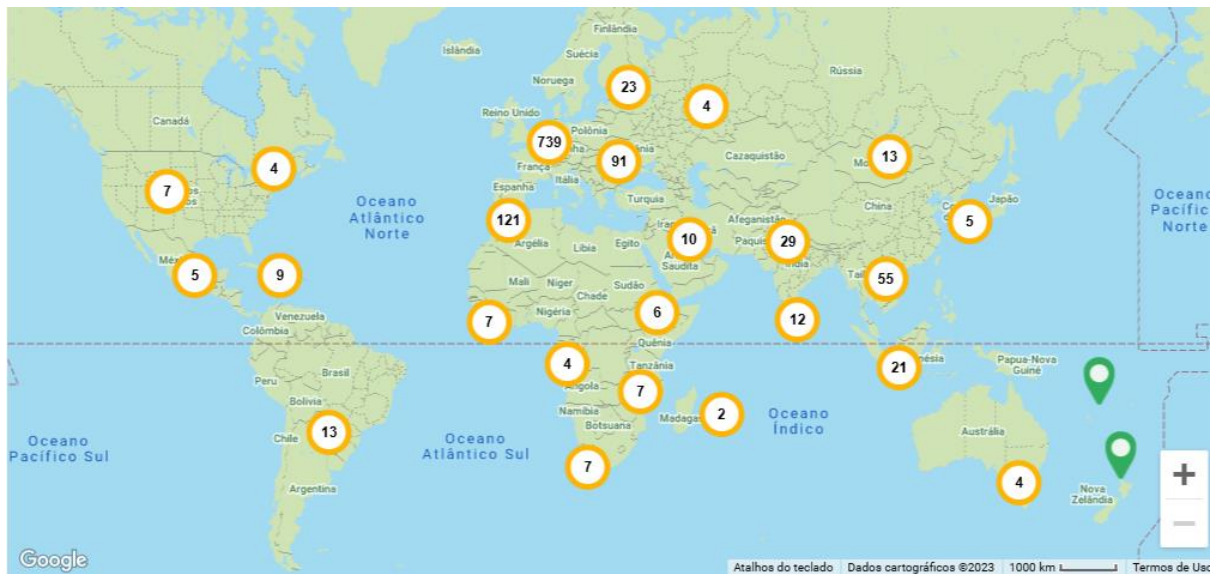 Finlândia
Islândia
Suécia
Rússia
Noruega
23
4
Reino Unido
Canadá
Polônia
739
91
13
Cazaquistão
França
4
Itália
7
Espanha
Turquia
Japão
Oceano
Atlântico
Norte
Oceano
Pacífico
Norte
China
5
121
Afeganistão
10
29
Argélia
Líbia
Egito
Saudita
5
9
55
Mali
Níger
Sudão
Chade
7
Nigéria
6
12
Venezuela
Colômbia
Quênia
4
Tanzânia
21
Papua-Nova
Guiné
Peru
Brasil
Angola
7
Bolívia
Namíbia
Botsuana
2
Oceano
Índico
13
Chile
Oceano
Pacífico Sul
Oceano
Atlântico Sul
Austrália
7
4
Argentina
Nova
Zelândia
+
−
Google
Atalhos do teclado Dados cartográficos ©2023 1000 km Termos de Uso